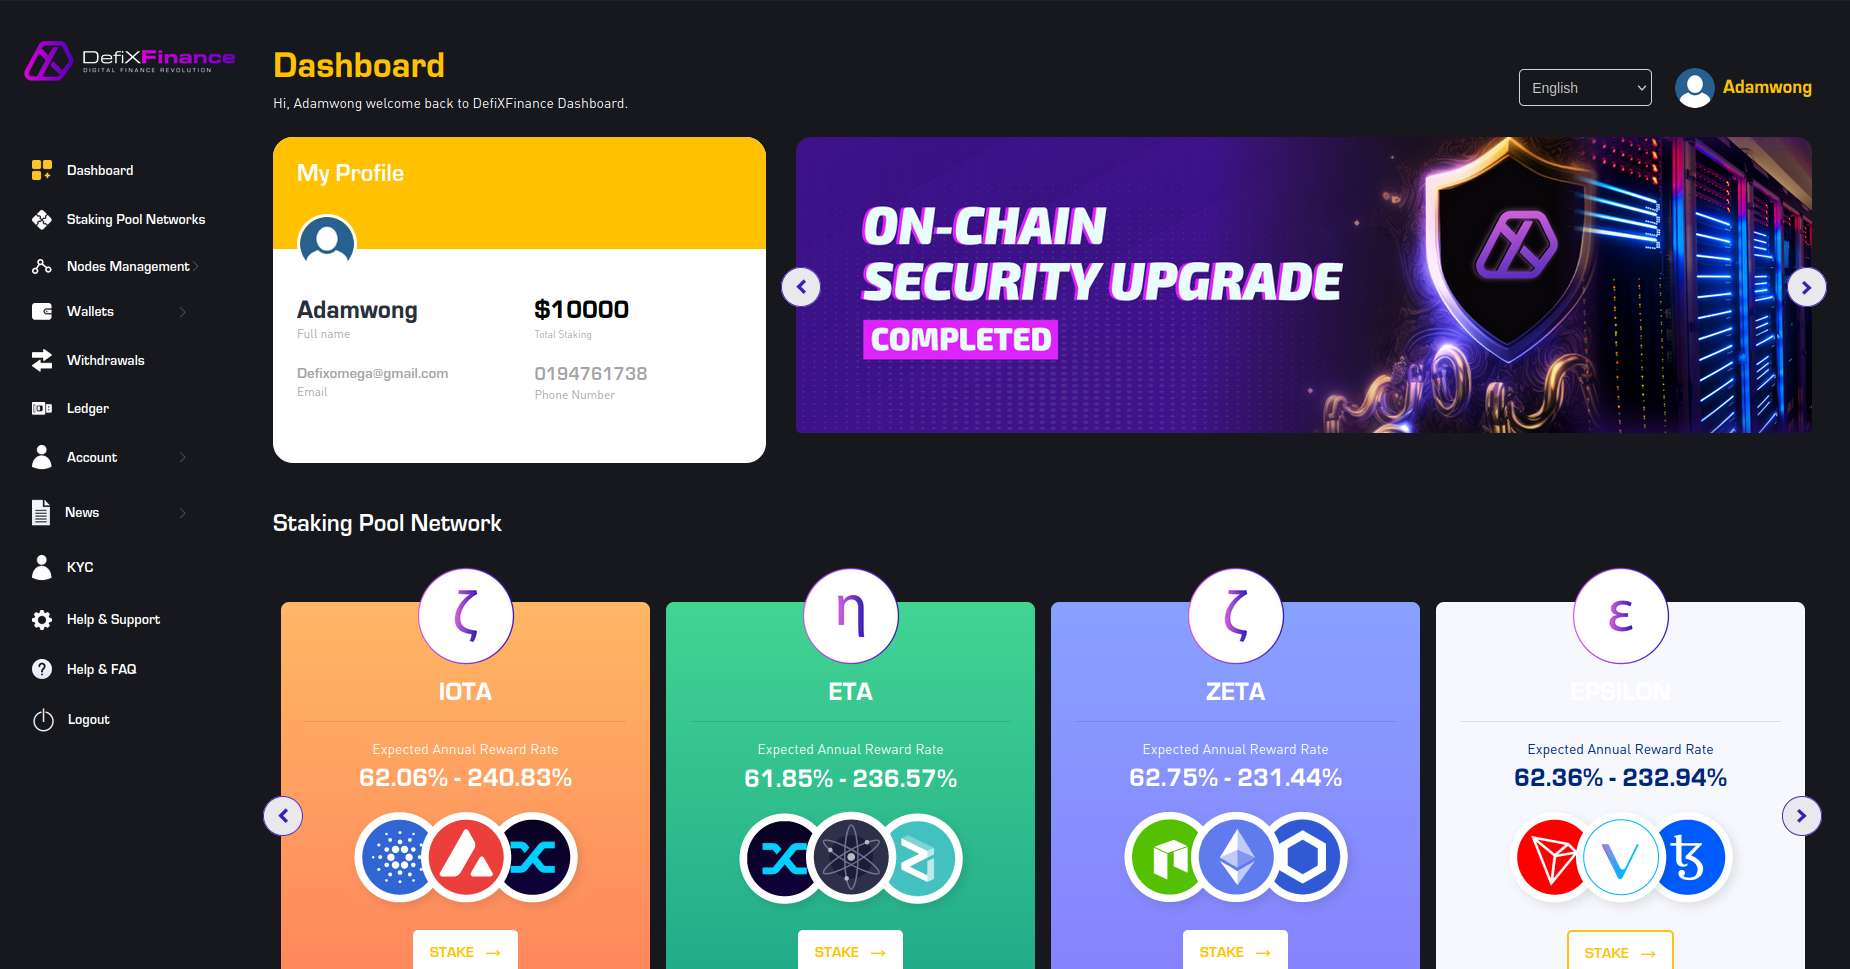 DefiXFinance
DIGITAL FINANCE REVOLUTION
Dashboard
Hi, Adamwong welcome back to DefiXFinance Dashboard.
English
Adamwong
Dashboard
Staking Pool Networks
Nodes Management
Wallets
Withdrawals
Ledger
Account
News
KYC
Help & Support
Help & FAQ
Logout
My Profile
Adamwong
Full name
$10000
Total Staking
Defixomega@gmail.com
Email
0194761738
Phone Number
ON-CHAIN
SECURITY UPGRADE
COMPLETED
Staking Pool Network
ζ
IOTA
Expected Annual Reward Rate
62.06% - 240.83%
STAKE →
η
ETA
Expected Annual Reward Rate
61.85% - 236.57%
STAKE →
ζ
ZETA
Expected Annual Reward Rate
62.75% - 231.44%
STAKE →
ε
EPSILON
Expected Annual Reward Rate
62.36% - 232.94%
STAKE →